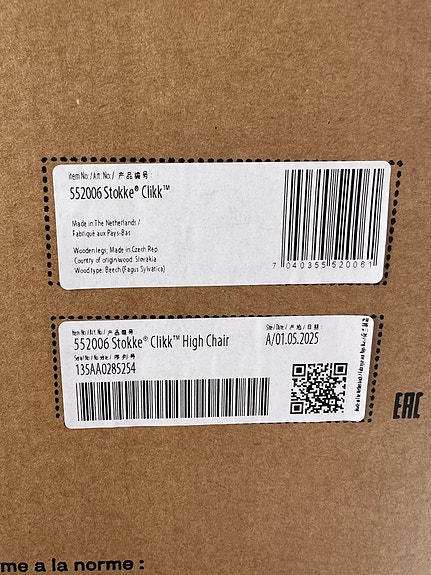 Item No./Art. No./ 产品编号:
552006 Stokke® Clikk™
Made in The Netherlands /
Fabriqué aux Pays-Bas
Wooden legs; Made in Czech Rep.
Country of origin wood: Slovakia
Wood type: Beech (Fagus Sylvatica)
7 040355 520061
Item No./Art. No./ 产品编号:
552006 Stokke® Clikk™ High Chair
Serial No./ No série / 序列号
135AA0285254
Site/Date / 产地/日期
A/01.05.2025
EAC
me a la norme :